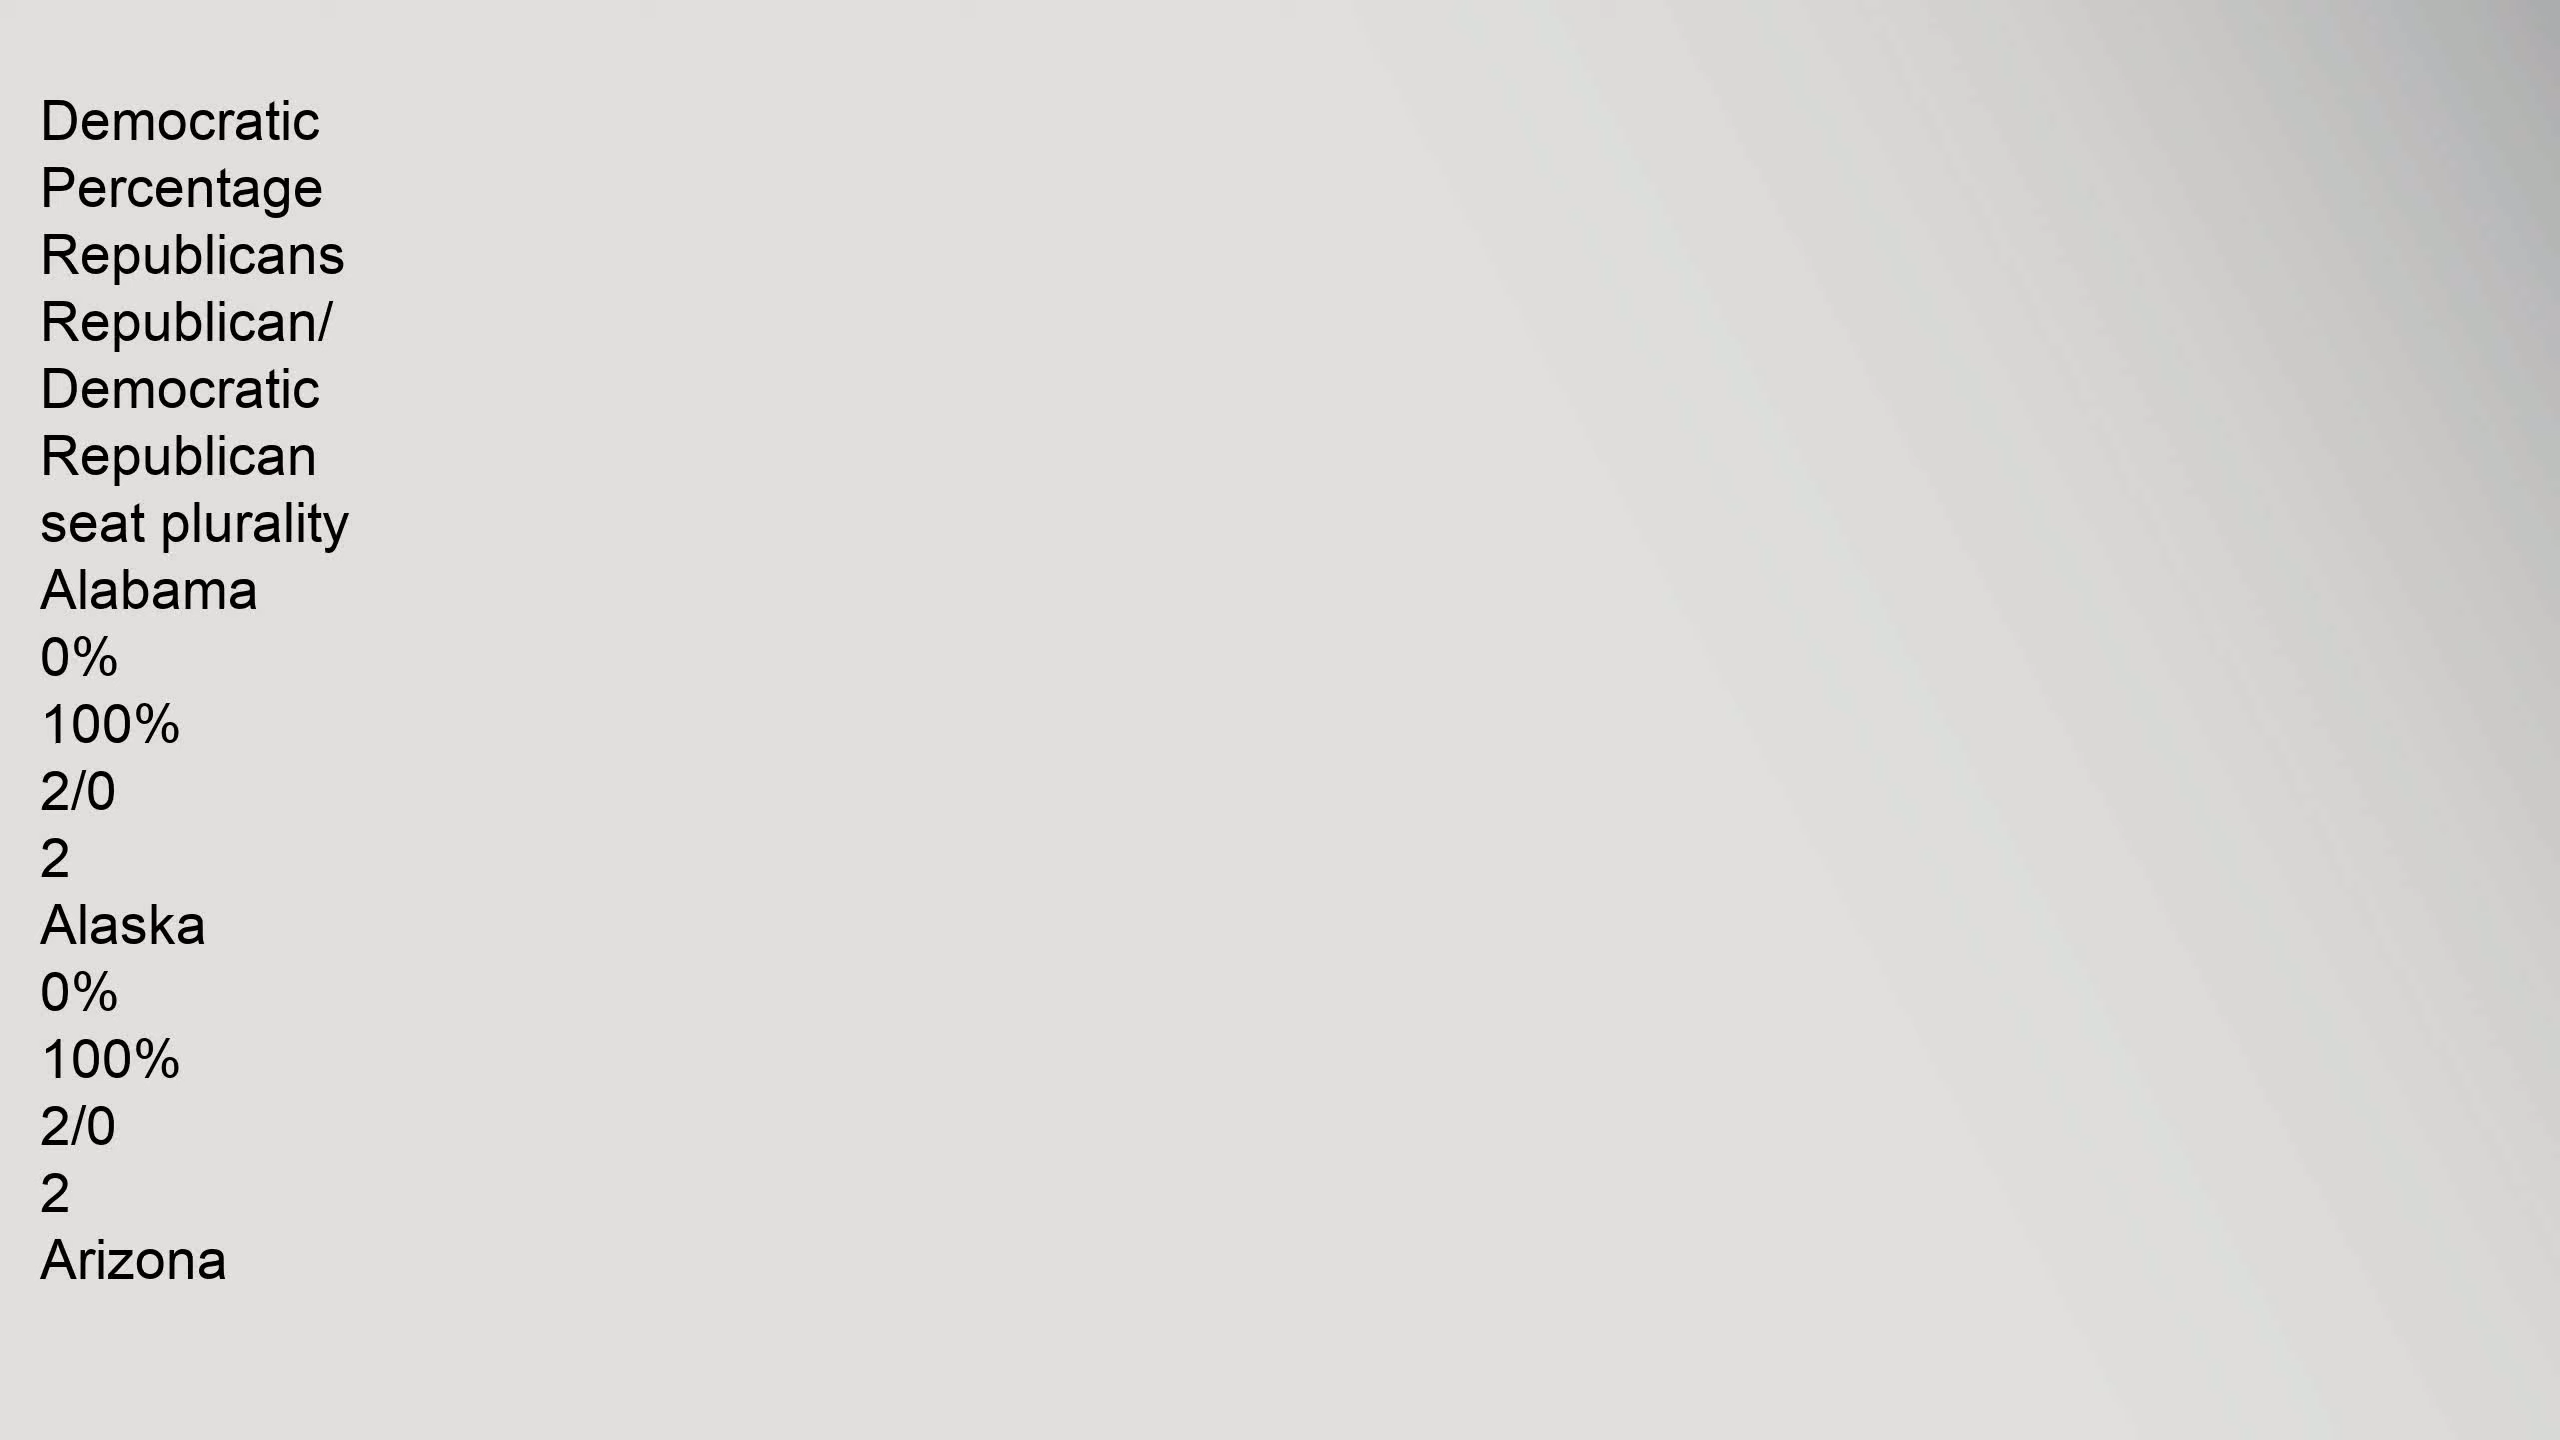 Democratic
Percentage
Republicans
Republican/
Democratic
Republican
seat plurality
Alabama
0%
100%
2/0
2
Alaska
0%
100%
2/0
2
Arizona